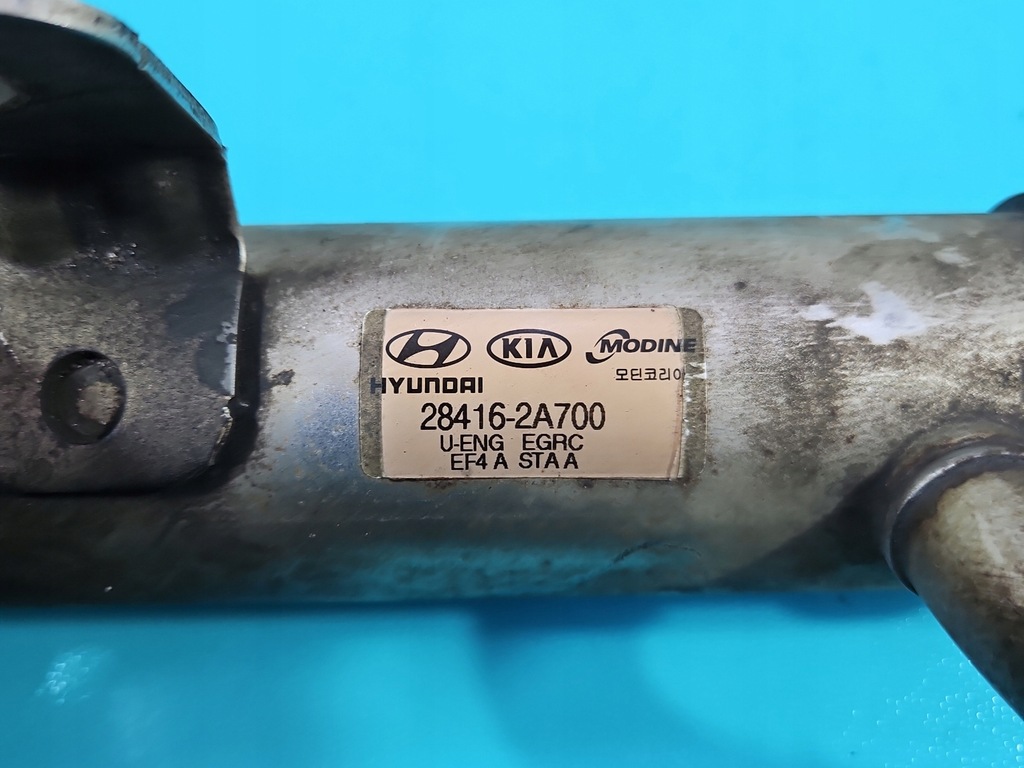 KIA MODINE
HYUNDAI 모딘코리아
28416-2A700
U-ENG EGRC
EF4 A STA A